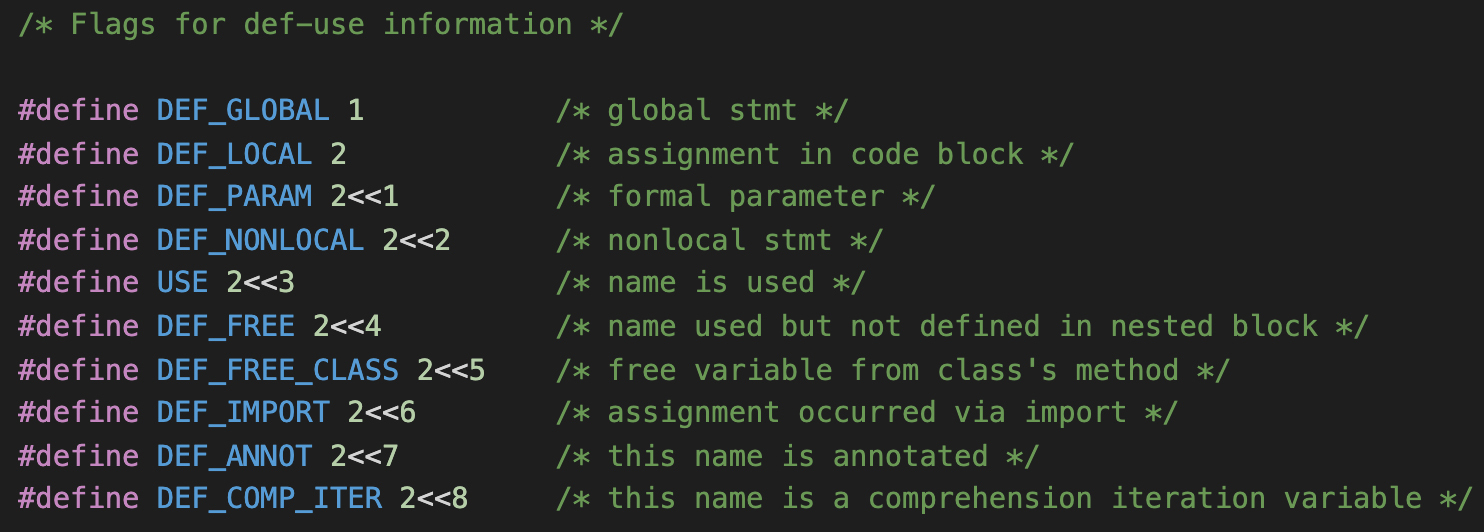 /* Flags for def-use information */
#define DEF_GLOBAL 1 /* global stmt */
#define DEF_LOCAL 2 /* assignment in code block */
#define DEF_PARAM 2<<1 /* formal parameter */
#define DEF_NONLOCAL 2<<2 /* nonlocal stmt */
#define USE 2<<3 /* name is used */
#define DEF_FREE 2<<4 /* name used but not defined in nested block */
#define DEF_FREE_CLASS 2<<5 /* free variable from class's method */
#define DEF_IMPORT 2<<6 /* assignment occurred via import */
#define DEF_ANNOT 2<<7 /* this name is annotated */
#define DEF_COMP_ITER 2<<8 /* this name is a comprehension iteration variable */